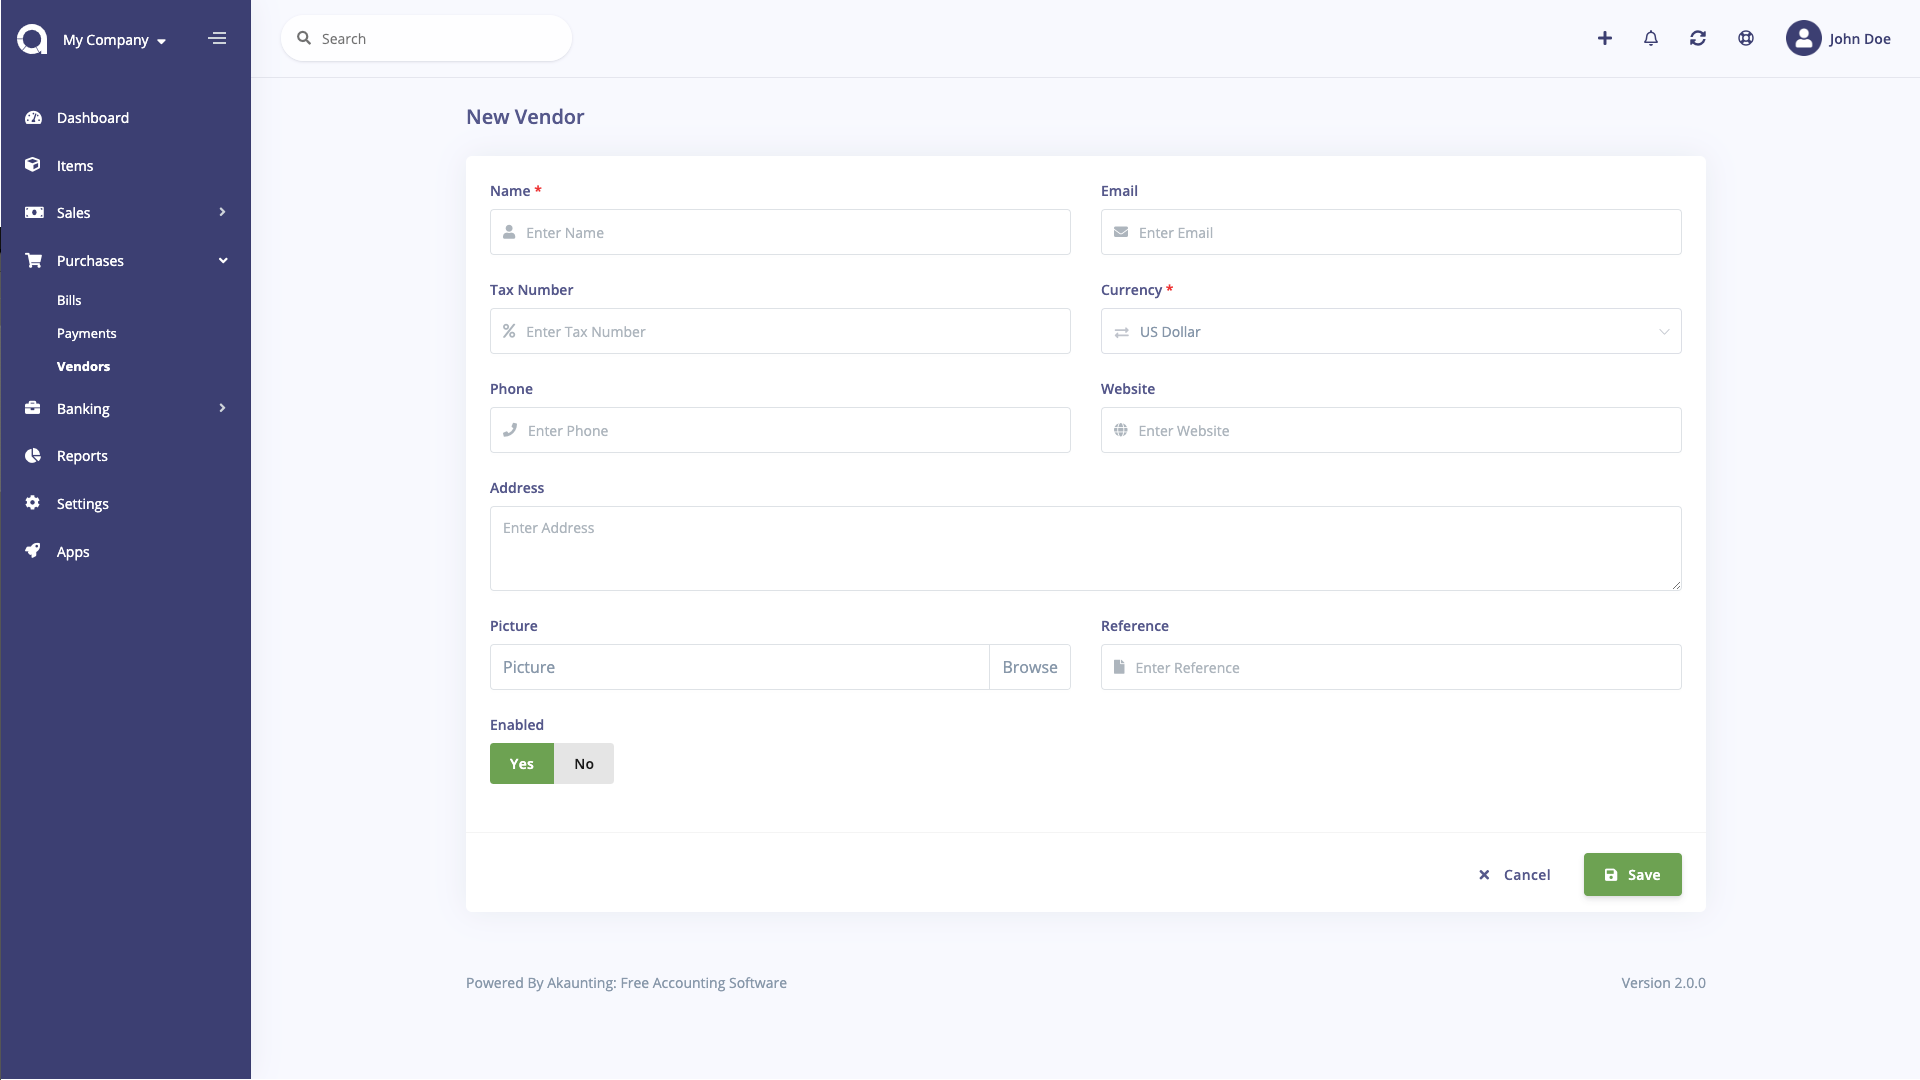 My Company
Search
John Doe
Dashboard
Items
Sales
Purchases
Bills
Payments
Vendors
Banking
Reports
Settings
Apps
New Vendor
Name *
Email
Enter Name
Enter Email
Tax Number
Currency *
Enter Tax Number
US Dollar
Phone
Website
Enter Phone
Enter Website
Address
Enter Address
Picture
Reference
Picture
Browse
Enter Reference
Enabled
Yes
No
Cancel
Save
Powered By Akaunting: Free Accounting Software
Version 2.0.0